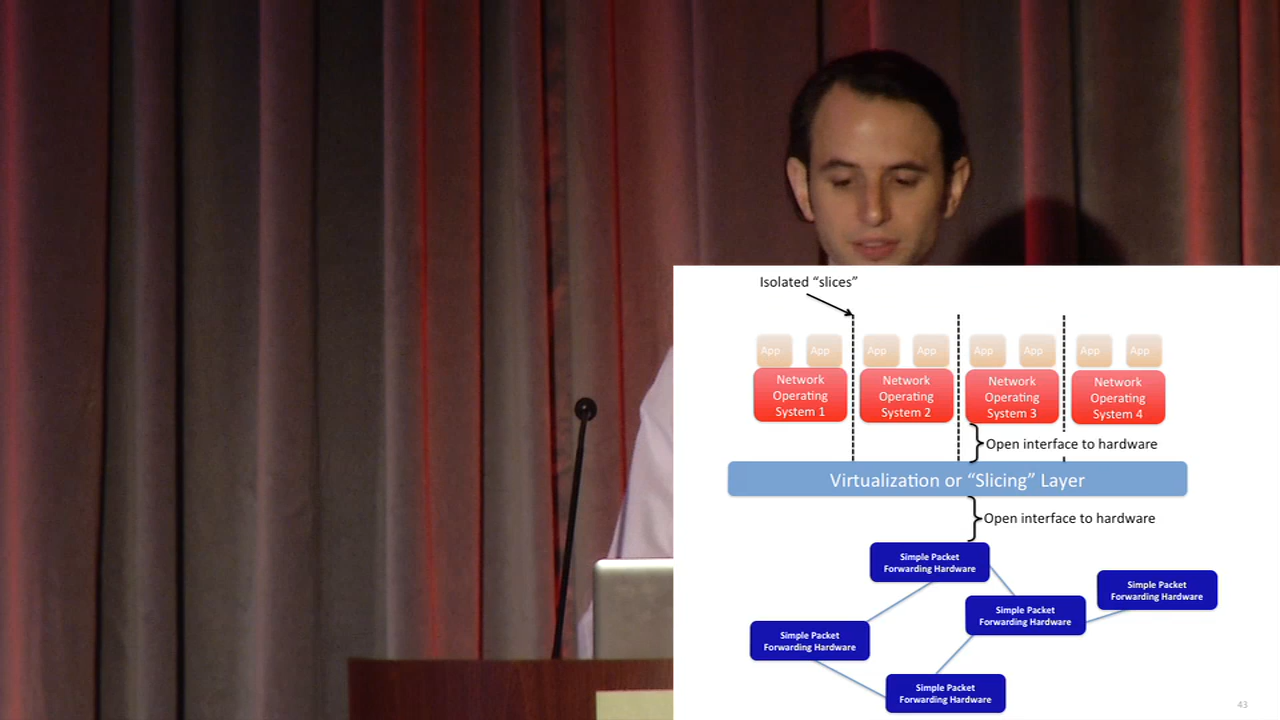 Isolated “slices”
App
App
App
App
App
App
App
App
Network
Operating
System 1
Network
Operating
System 2
Network
Operating
System 3
Network
Operating
System 4
Open interface to hardware
Virtualization or “Slicing” Layer
Open interface to hardware
Simple Packet
Forwarding Hardware
Simple Packet
Forwarding Hardware
Simple Packet
Forwarding Hardware
Simple Packet
Forwarding Hardware
Simple Packet
Forwarding Hardware
43